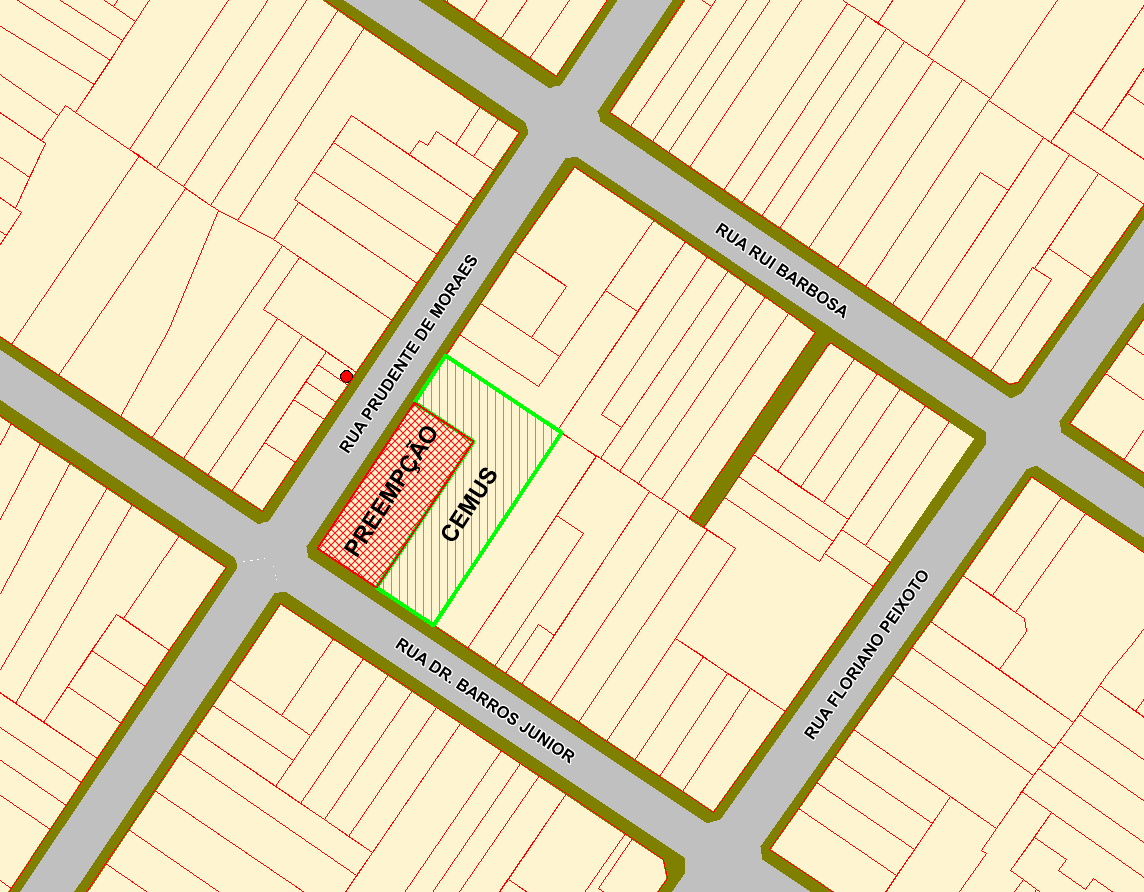 RUA RUI BARBOSA
RUA PRUDENTE DE MORAES
PREEMPÇÃO
CEMUS
RUA FLORIANO PEIXOTO
RUA DR. BARROS JUNIOR